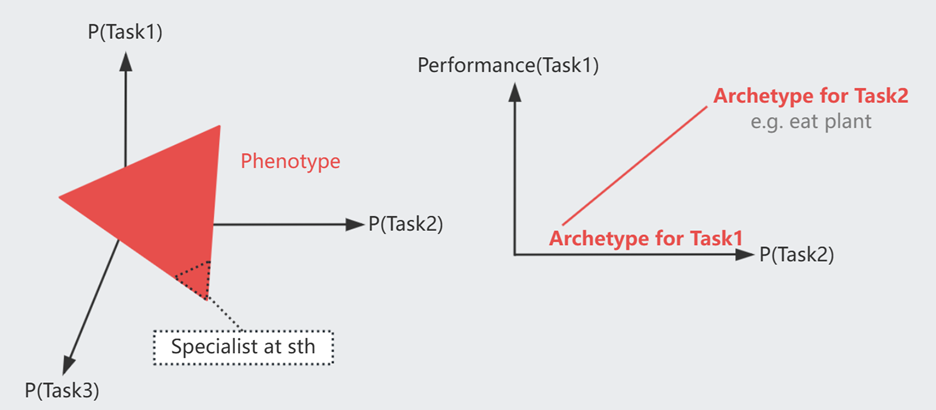 P(Task1)
Phenotype
P(Task2)
Specialist at sth
P(Task3)
Performance(Task1)
Archetype for Task2
e.g. eat plant
Archetype for Task1
P(Task2)